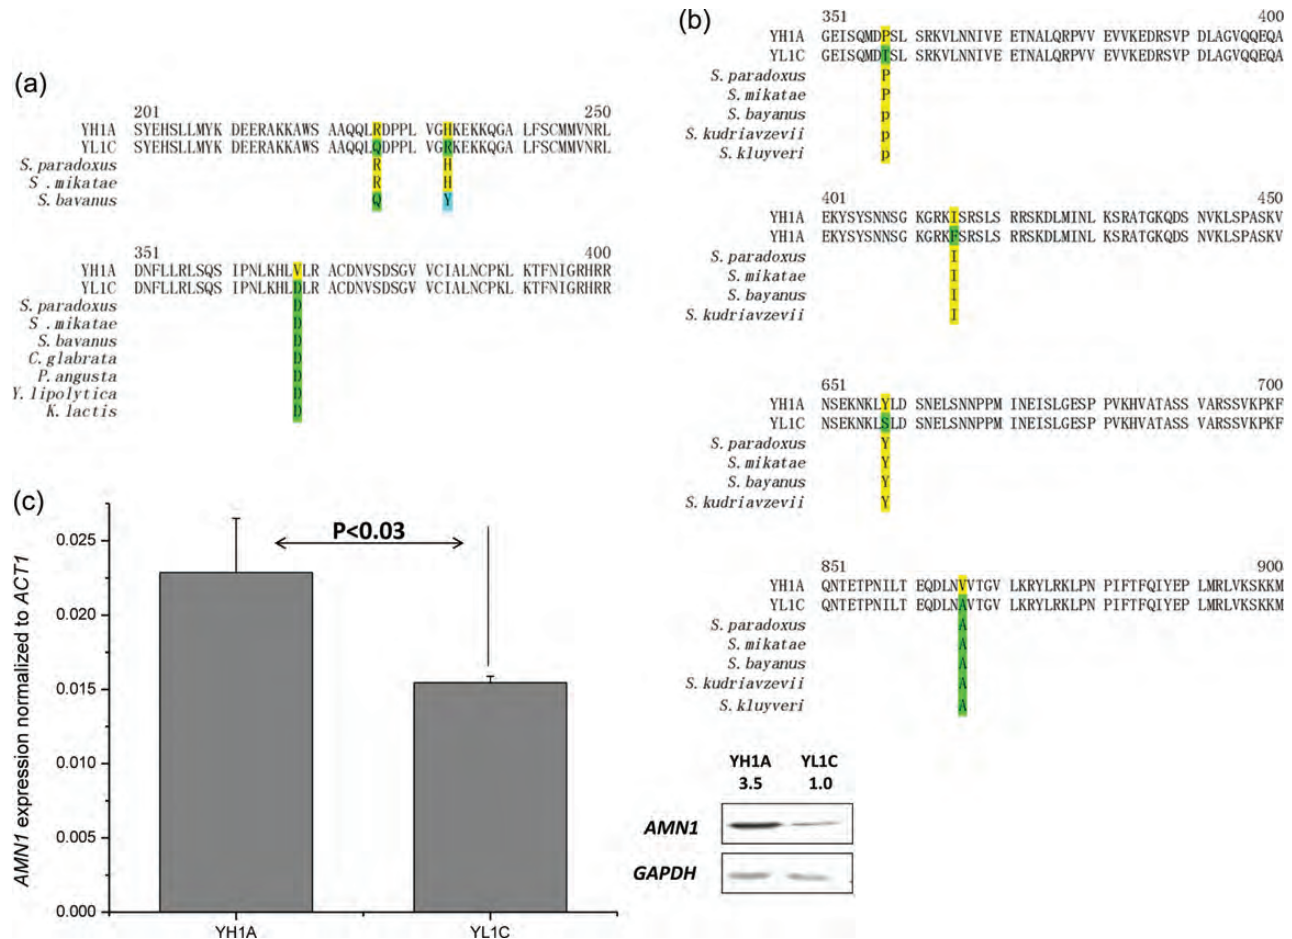 (a)
201 250
YH1A SYEHSLLMYK DEERAKKAWS AAQQLRDPPL VGHKEKKQGA LFSCMMVNRL
YL1C SYEHSLLMYK DEERAKKAWS AAQQLQDPPL VGRKEKKQGA LFSCMMVNRL
S.paradoxus R H
S .mikatae R H
S. bavanus Q Y
351 400
YH1A DNFLLRLSQS IPNLKHLVLR ACDNVSDSGV VCIALNCPKL KTFNIGRHRR
YL1C DNFLLRLSQS IPNLKHLDLR ACDNVSDSGV VCIALNCPKL KTFNIGRHRR
S.paradoxus D
S .mikatae D
S. bavanus D
C. glabrata D
P. angusta D
Y. lipolytica D
K. lactis D
(b)
351 400
YH1A GEISQMDPSL SRKVLNNIVE ETNALQRPVV EVVKEDRSVP DLAGVQQEQA
YL1C GEISQMDTSL SRKVLNNIVE ETNALQRPVV EVVKEDRSVP DLAGVQQEQA
S. paradoxus P
S. mikatae P
S. bayanus p
S. kudriavzevii p
S. kluyveri p
401 450
YH1A EKYSYSNNSG KGRKISRSLS RRSKDLMINL KSRATGKQDS NVKLSPASKV
YH1A EKYSYSNNSG KGRKFSRSLS RRSKDLMINL KSRATGKQDS NVKLSPASKV
S. paradoxus I
S. mikatae I
S. bayanus I
S. kudriavzevii I
651 700
YH1A NSEKNKLYLD SNELSNNPPM INEISLGESP PVKHVATASS VARSSVKPKF
YL1C NSEKNKLSLD SNELSNNPPM INEISLGESP PVKHVATASS VARSSVKPKF
S. paradoxus Y
S. mikatae Y
S. bayanus Y
S. kudriavzevii Y
851 900
YH1A QNTETPNILT EQDLNVVTGV LKRYLRKLPN PIFTFQIYEP LMRLVKSKKM
YL1C QNTETPNILT EQDLNAVTGV LKRYLRKLPN PIFTFQIYEP LMRLVKSKKM
S. paradoxus A
S. mikatae A
S. bayanus A
S. kudriavzevii A
S. kluyveri A
(c)
AMN1 expression normalized to ACT1
0.025
0.020
0.015
0.010
0.005
0.000
P<0.03
YH1A YL1C
YH1A YL1C
3.5 1.0
AMN1
GAPDH